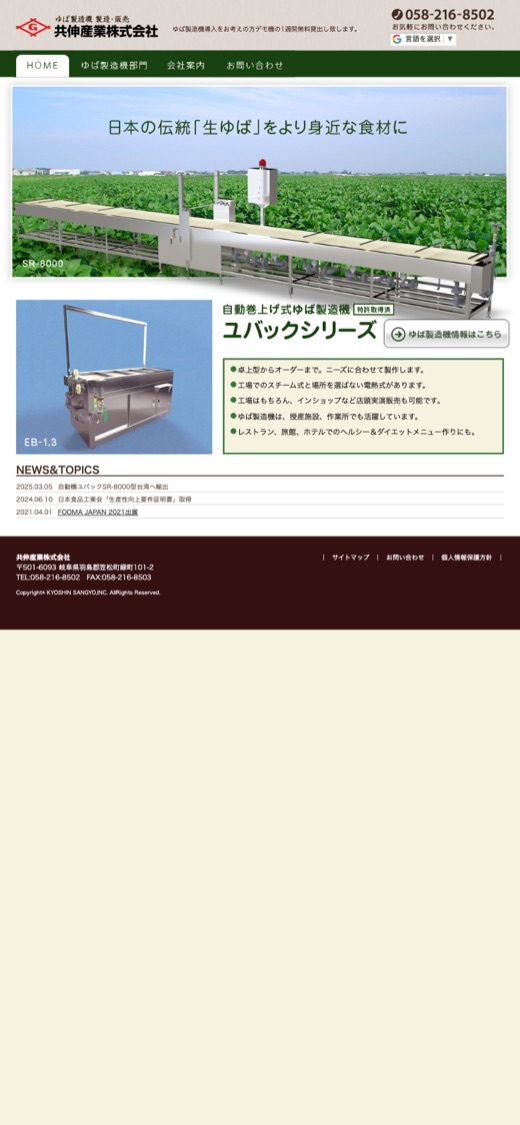 ゆば製造機 製造・販売
共伸産業株式会社
ゆば製造機導入をお考えの方デモ機の1週間無料貸出し致します。
058-216-8502
お気軽にお問い合わせください。
言語を選択 ▼
HOME ゆば製造機部門 会社案内 お問い合わせ
日本の伝統「生ゆば」をより身近な食材に
SR-8000
自動巻上げ式ゆば製造機 特許取得済
ユバックシリーズ
ゆば製造機情報はこちら
●卓上型からオーダーまで。ニーズに合わせて製作します。
●工場でのスチーム式と場所を選ばない電熱式があります。
●工場はもちろん、インショップなど店頭実演販売も可能です。
●ゆば製造機は、授産施設、作業所でも活躍しています。
●レストラン、旅館、ホテルでのヘルシー&ダイエットメニュー作りにも。
EB-1.3
NEWS&TOPICS
2025.03.05 自動機ユバックSR-8000型台湾へ輸出
2024.06.10 日本食品工業会「生産性向上要件証明書」取得
2021.04.01 FOOMA JAPAN 2021出展
共伸産業株式会社
〒501-6093 岐阜県羽島郡笠松町緑町101-2
TEL:058-216-8502 FAX:058-216-8503
| サイトマップ | お問い合わせ | 個人情報保護方針 |
Copyright© KYOSHIN SANGYO,INC. AllRights Reserved.